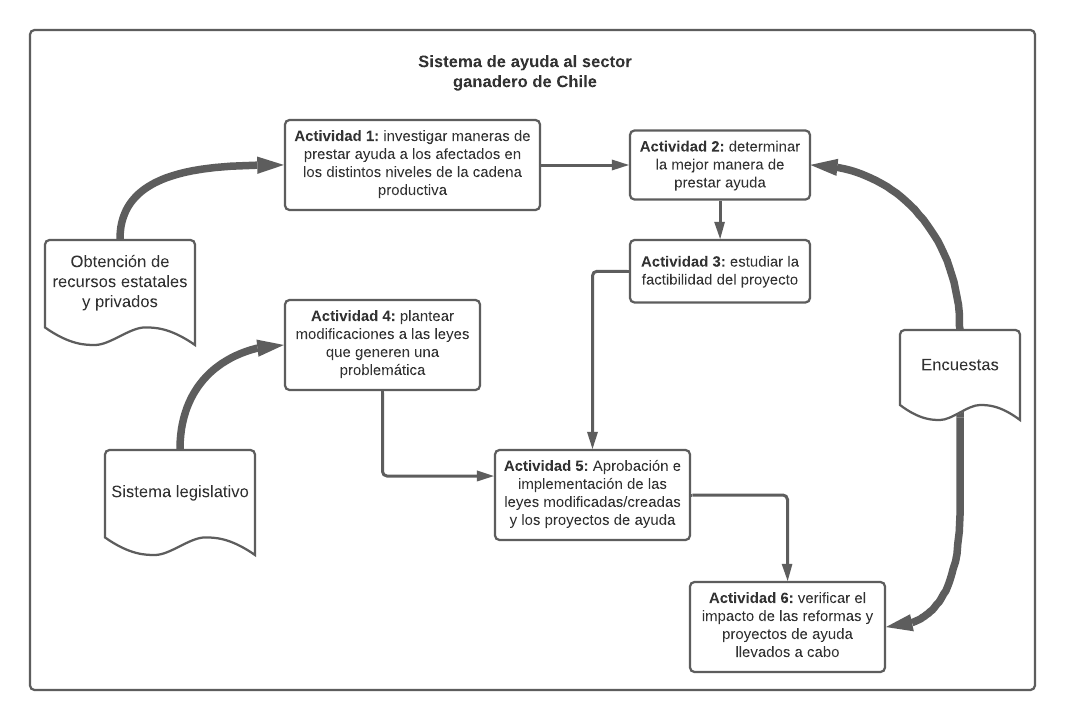 Sistema de ayuda al sector
ganadero de Chile
Actividad 1: investigar maneras de
prestar ayuda a los afectados en
los distintos niveles de la cadena
productiva
Actividad 2: determinar
la mejor manera de
prestar ayuda
Obtención de
recursos estatales
y privados
Actividad 3: estudiar la
factibilidad del proyecto
Actividad 4: plantear
modificaciones a las leyes
que generen una
problemática
Encuestas
Sistema legislativo
Actividad 5: Aprobación e
implementación de las
leyes modificadas/creadas
y los proyectos de ayuda
Actividad 6: verificar el
impacto de las reformas y
proyectos de ayuda
llevados a cabo